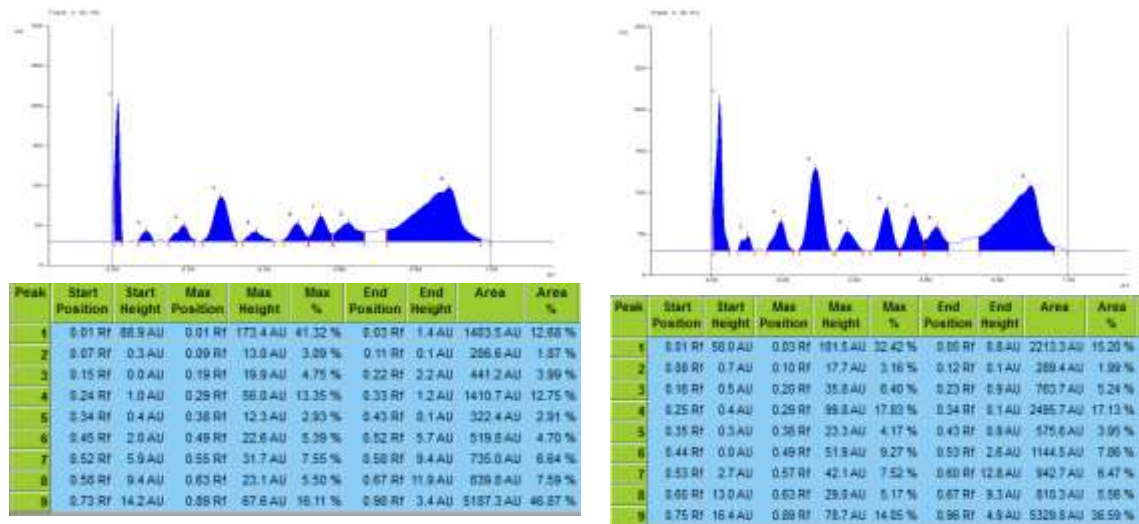 Peak Start Position Start Height Max Position Max Height Max % End Position End Height Area Area %
1 0.01 Rf 88.9 AU 0.01 Rf 173.4 AU 41.32 % 0.03 Rf 1.4 AU 1403.5 AU 12.68 %
2 0.07 Rf 0.3 AU 0.09 Rf 13.0 AU 3.09 % 0.11 Rf 0.1 AU 1.87 %
3 0.15 Rf 0.0 AU 0.19 Rf 19.9 AU 4.75 % 0.22 Rf 2.2 AU 441.2 AU 3.99 %
4 0.24 Rf 1.0 AU 0.29 Rf 56.0 AU 13.35 % 0.33 Rf 1.2 AU 1410.7 AU 12.75 %
5 0.34 Rf 0.4 AU 0.38 Rf 12.3 AU 2.93 % 0.43 Rf 0.1 AU 322.4 AU 2.91 %
6 0.45 Rf 2.0 AU 0.49 Rf 22.6 AU 5.39 % 0.52 Rf 5.7 AU 519.8 AU 4.70 %
7 0.52 Rf 5.9 AU 0.55 Rf 31.7 AU 7.55 % 0.58 Rf 9.4 AU 735.0 AU 6.64 %
8 0.58 Rf 9.4 AU 0.63 Rf 23.1 AU 5.50 % 0.67 Rf 11.9 AU 839.8 AU 7.59 %
9 0.73 Rf 14.2 AU 0.89 Rf 67.6 AU 16.11 % 0.98 Rf 3.4 AU 5187.3 AU 46.87 %
Peak Start Position Start Height Max Position Max Height Max % End Position End Height Area Area %
1 0.01 Rf 58.0 AU 0.03 Rf 181.5 AU 32.42 % 0.05 Rf 0.8 AU 2213.3 AU 15.20 %
2 0.08 Rf 0.7 AU 0.10 Rf 17.7 AU 3.16 % 0.12 Rf 0.1 AU 289.4 AU 1.99 %
3 0.16 Rf 0.5 AU 0.20 Rf 35.8 AU 6.40 % 0.23 Rf 0.9 AU 763.7 AU 5.24 %
4 0.25 Rf 0.4 AU 0.29 Rf 99.8 AU 17.83 % 0.34 Rf 0.1 AU 2495.7 AU 17.13 %
5 0.35 Rf 0.3 AU 0.38 Rf 23.3 AU 4.17 % 0.43 Rf 0.9 AU 575.6 AU 3.95 %
6 0.44 Rf 0.0 AU 0.49 Rf 51.9 AU 9.27 % 0.53 Rf 2.6 AU 1144.5 AU 7.86 %
7 0.53 Rf 2.7 AU 0.57 Rf 42.1 AU 7.52 % 0.60 Rf 12.8 AU 942.7 AU 6.47 %
8 0.60 Rf 13.0 AU 0.63 Rf 5.17 % 0.67 Rf 9.3 AU 810.3 AU 5.56 %
9 0.75 Rf 16.4 AU 0.89 Rf 78.7 AU 14.05 % 0.96 Rf 4.9 AU 5329.8 AU 36.59 %